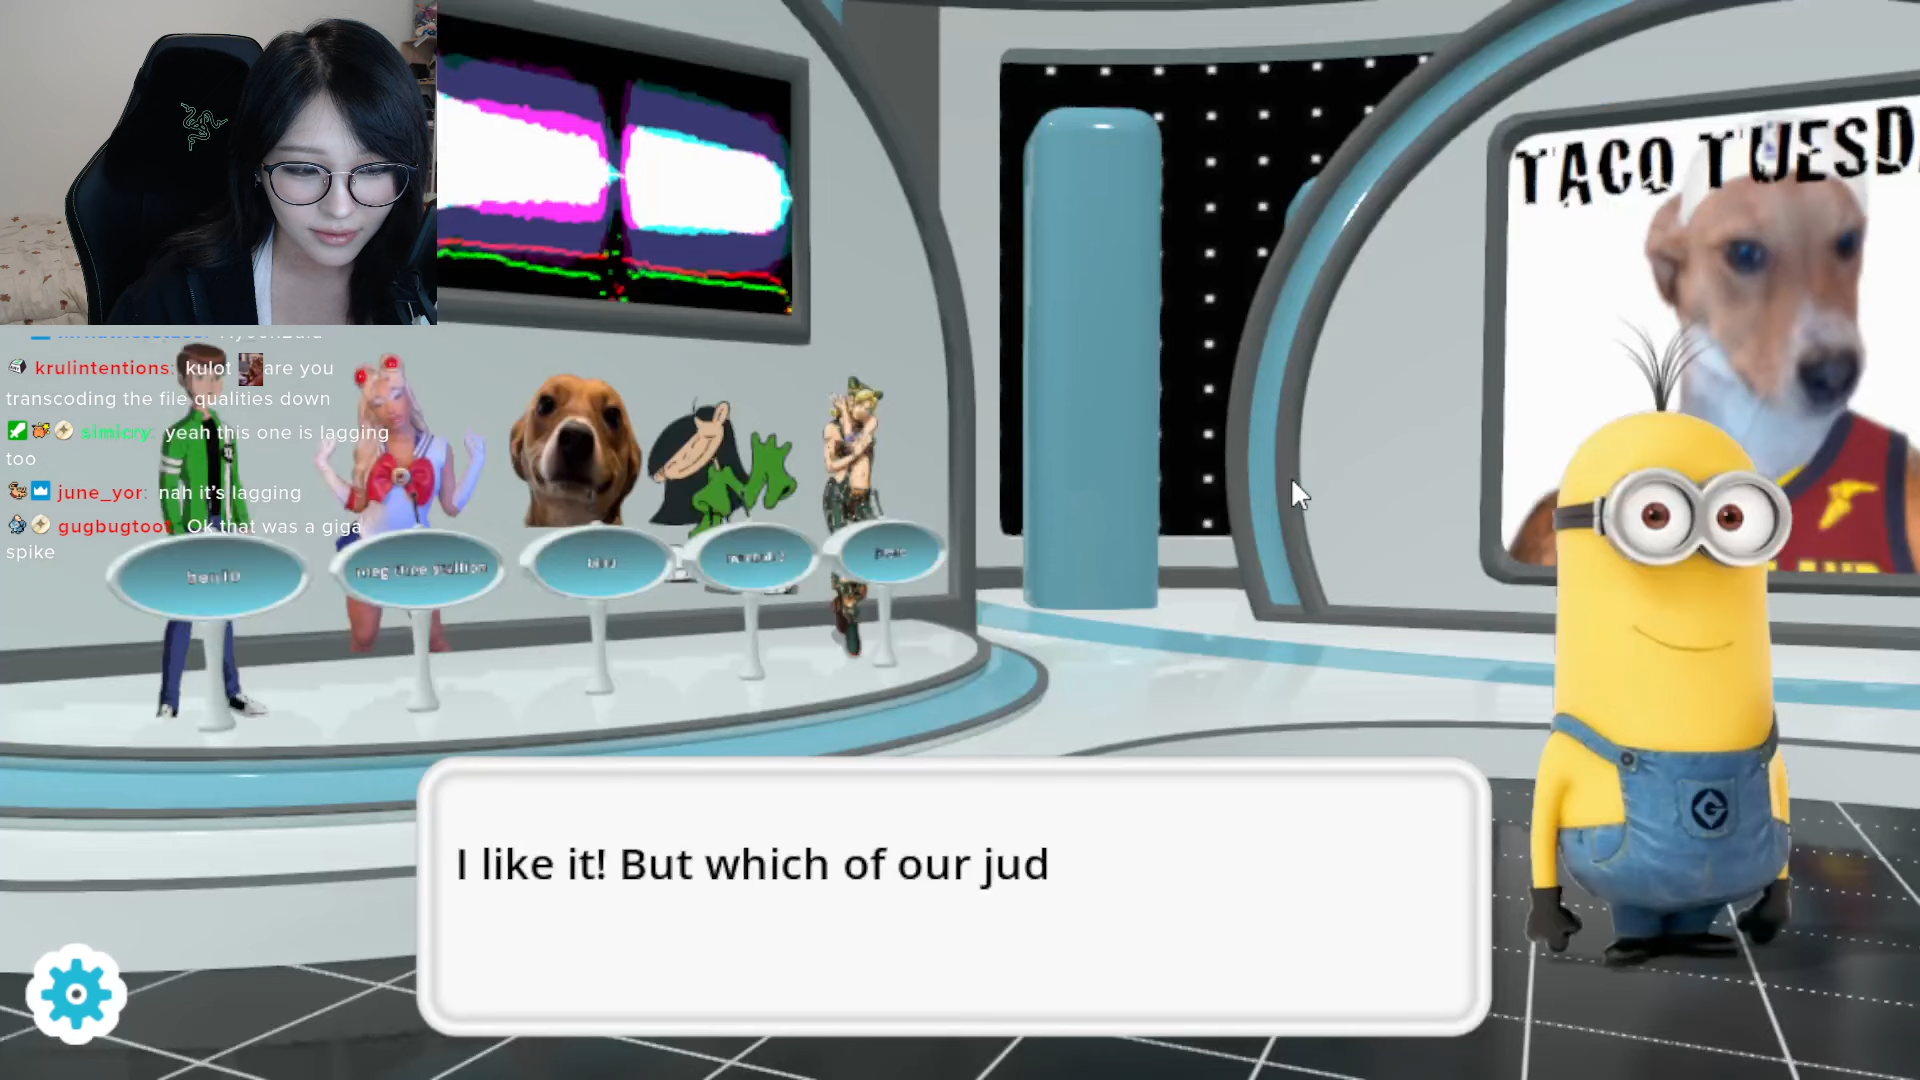 TACO TUESD
krulintentions: kulot are you
transcoding the file qualities down
simicry: yeah this one is lagging
too
june_yor: nah it's lagging
gugbugtoot: Ok that was a giga
spike
ben10
I like it! But which of our jud